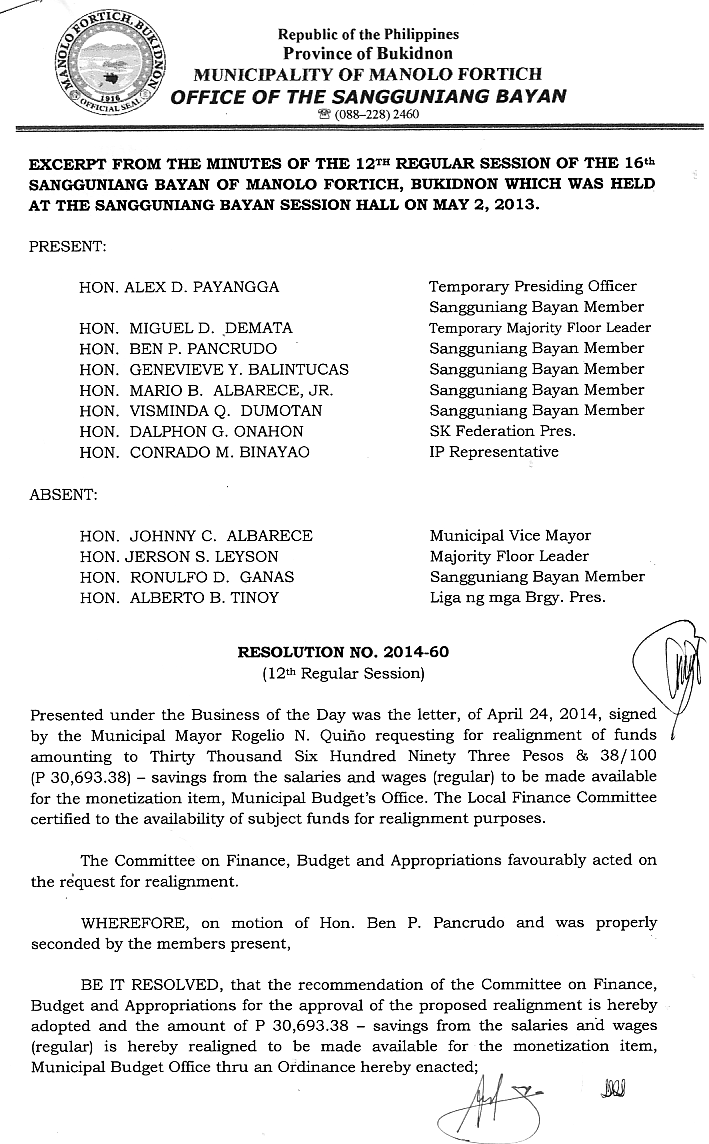 MANOLO FORTICH, BUKIDNON
1916
OFFICIAL SEAL
Republic of the Philippines
Province of Bukidnon
MUNICIPALITY OF MANOLO FORTICH
OFFICE OF THE SANGGUNIANG BAYAN
☏ (088–228) 2460
EXCERPT FROM THE MINUTES OF THE 12TH REGULAR SESSION OF THE 16th
SANGGUNIANG BAYAN OF MANOLO FORTICH, BUKIDNON WHICH WAS HELD
AT THE SANGGUNIANG BAYAN SESSION HALL ON MAY 2, 2013.
PRESENT:
HON. ALEX D. PAYANGGA Temporary Presiding Officer
Sangguniang Bayan Member
HON. MIGUEL D. DEMATA Temporary Majority Floor Leader
HON. BEN P. PANCRUDO Sangguniang Bayan Member
HON. GENEVIEVE Y. BALINTUCAS Sangguniang Bayan Member
HON. MARIO B. ALBARECE, JR. Sangguniang Bayan Member
HON. VISMINDA Q. DUMOTAN Sangguniang Bayan Member
HON. DALPHON G. ONAHON SK Federation Pres.
HON. CONRADO M. BINAYAO IP Representative
ABSENT:
HON. JOHNNY C. ALBARECE Municipal Vice Mayor
HON. JERSON S. LEYSON Majority Floor Leader
HON. RONULFO D. GANAS Sangguniang Bayan Member
HON. ALBERTO B. TINOY Liga ng mga Brgy. Pres.
RESOLUTION NO. 2014-60
(12th Regular Session)
Presented under the Business of the Day was the letter, of April 24, 2014, signed
by the Municipal Mayor Rogelio N. Quiño requesting for realignment of funds
amounting to Thirty Thousand Six Hundred Ninety Three Pesos & 38/100
(P 30,693.38) – savings from the salaries and wages (regular) to be made available
for the monetization item, Municipal Budget's Office. The Local Finance Committee
certified to the availability of subject funds for realignment purposes.
The Committee on Finance, Budget and Appropriations favourably acted on
the request for realignment.
WHEREFORE, on motion of Hon. Ben P. Pancrudo and was properly
seconded by the members present,
BE IT RESOLVED, that the recommendation of the Committee on Finance,
Budget and Appropriations for the approval of the proposed realignment is hereby
adopted and the amount of P 30,693.38 – savings from the salaries and wages
(regular) is hereby realigned to be made available for the monetization item,
Municipal Budget Office thru an Ordinance hereby enacted;